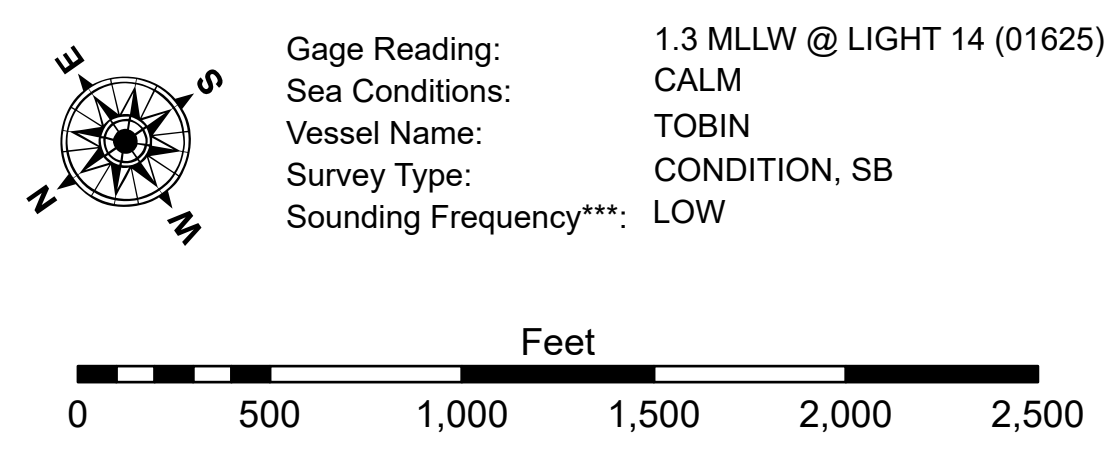 E
S
N
W
Gage Reading: 1.3 MLLW @ LIGHT 14 (01625)
Sea Conditions: CALM
Vessel Name: TOBIN
Survey Type: CONDITION, SB
Sounding Frequency***: LOW
Feet
0 500 1,000 1,500 2,000 2,500